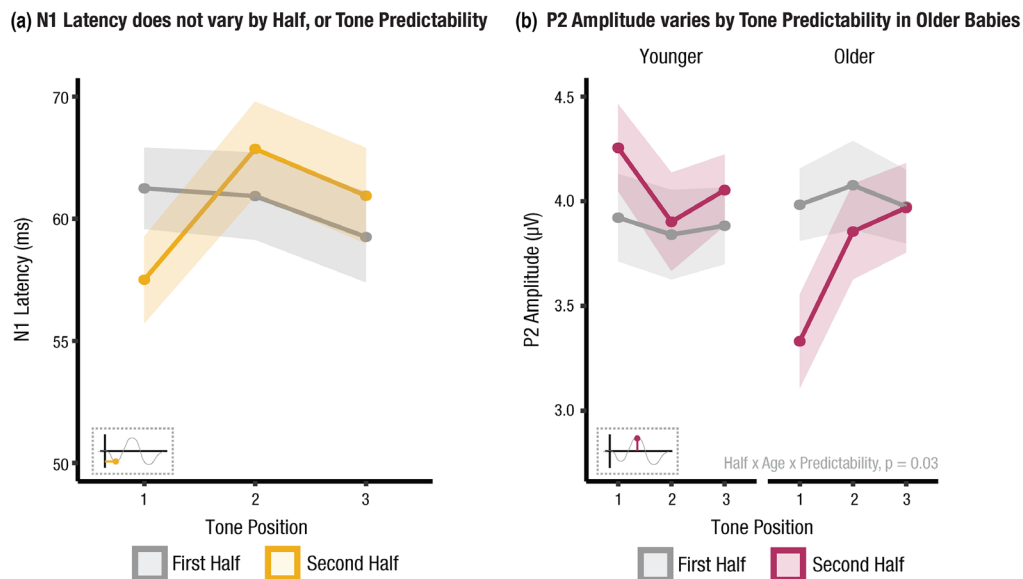 (a) N1 Latency does not vary by Half, or Tone Predictability
70
60
55
50
N1 Latency (ms)
1 2 3
Tone Position
First Half Second Half
(b) P2 Amplitude varies by Tone Predictability in Older Babies
Younger Older
4.5
4.0
3.5
3.0
P2 Amplitude (µV)
Half x Age x Predictability, p = 0.03
1 2 3 1 2 3
Tone Position
First Half Second Half